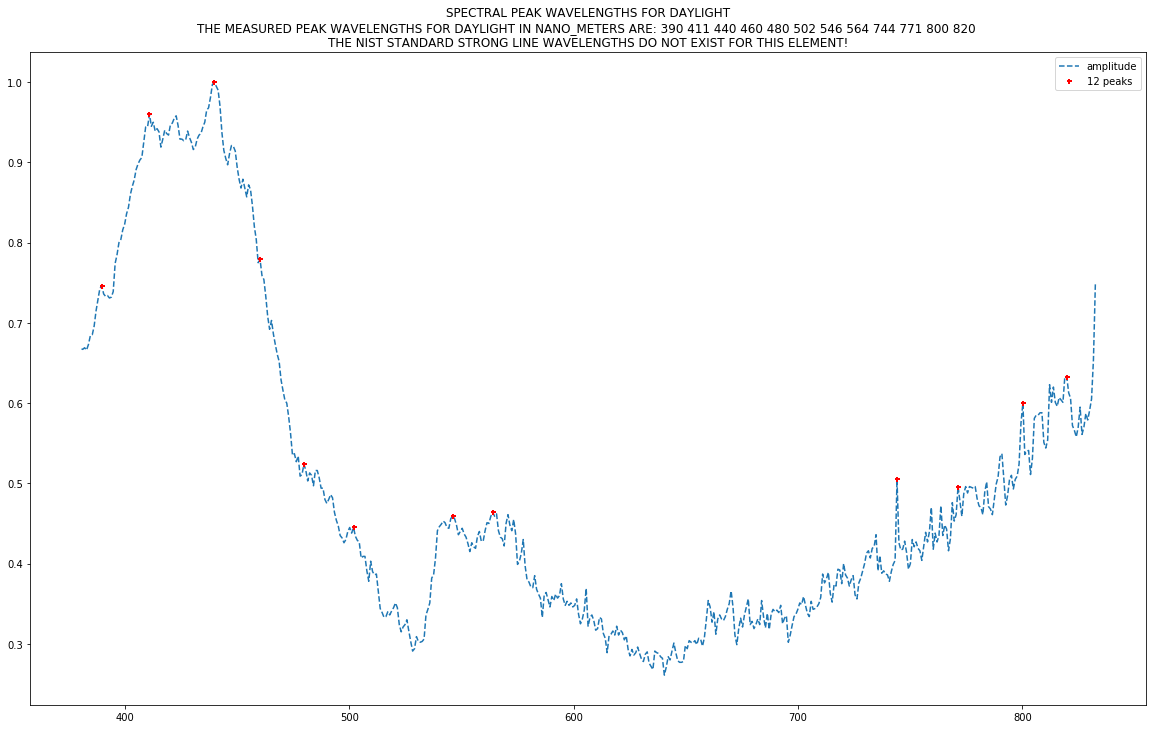 SPECTRAL PEAK WAVELENGTHS FOR DAYLIGHT
THE MEASURED PEAK WAVELENGTHS FOR DAYLIGHT IN NANO_METERS ARE: 390 411 440 460 480 502 546 564 744 771 800 820
THE NIST STANDARD STRONG LINE WAVELENGTHS DO NOT EXIST FOR THIS ELEMENT!
amplitude
12 peaks
1.0
0.9
0.8
0.7
0.6
0.5
0.4
0.3
400 500 600 700 800